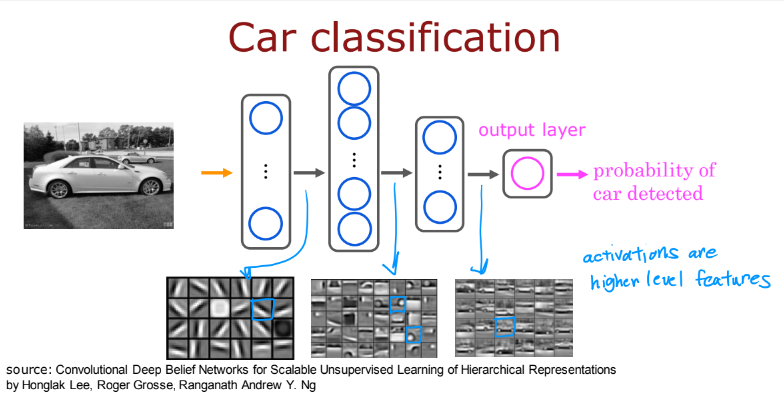 Car classification
output layer
probability of
car detected
activations are
higher level features
source: Convolutional Deep Belief Networks for Scalable Unsupervised Learning of Hierarchical Representations
by Honglak Lee, Roger Grosse, Ranganath Andrew Y. Ng